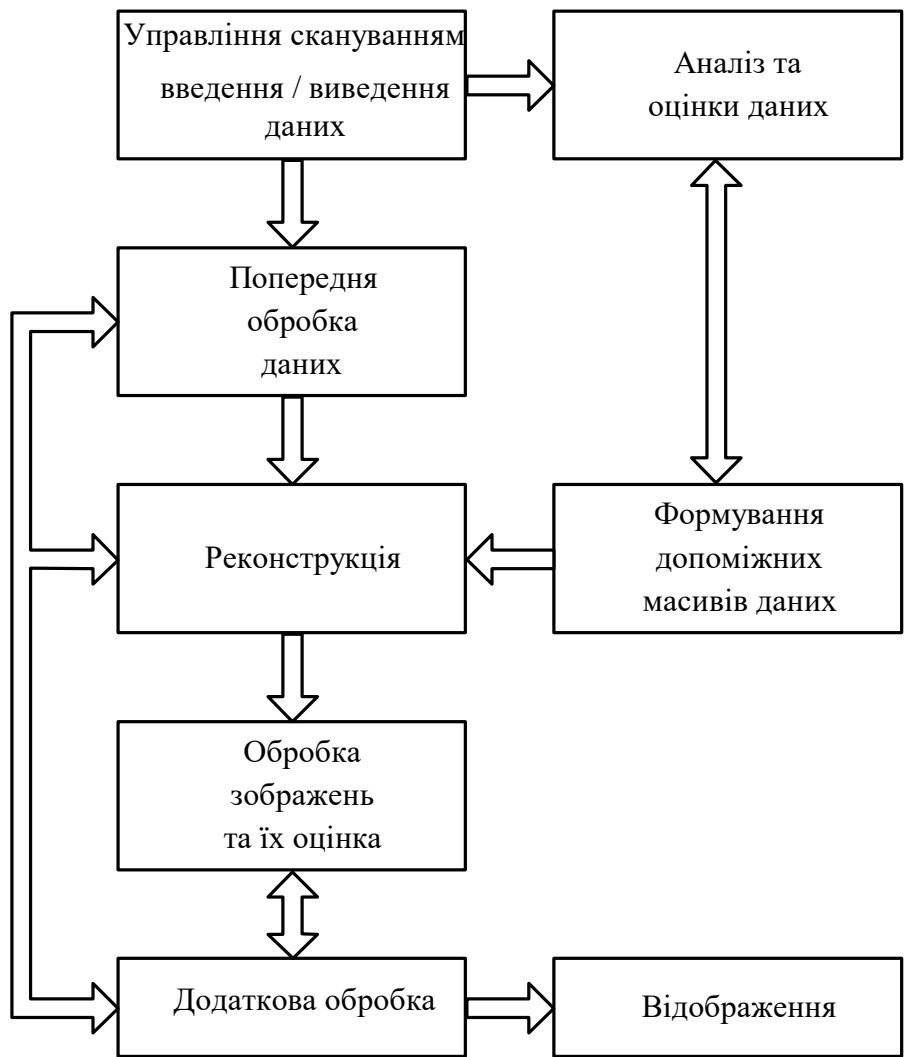 Управління скануванням
введення / виведення
даних
Аналіз та
оцінки даних
Попередня
обробка
даних
Реконструкція
Формування
допоміжних
масивів даних
Обробка
зображень
та їх оцінка
Додаткова обробка
Відображення